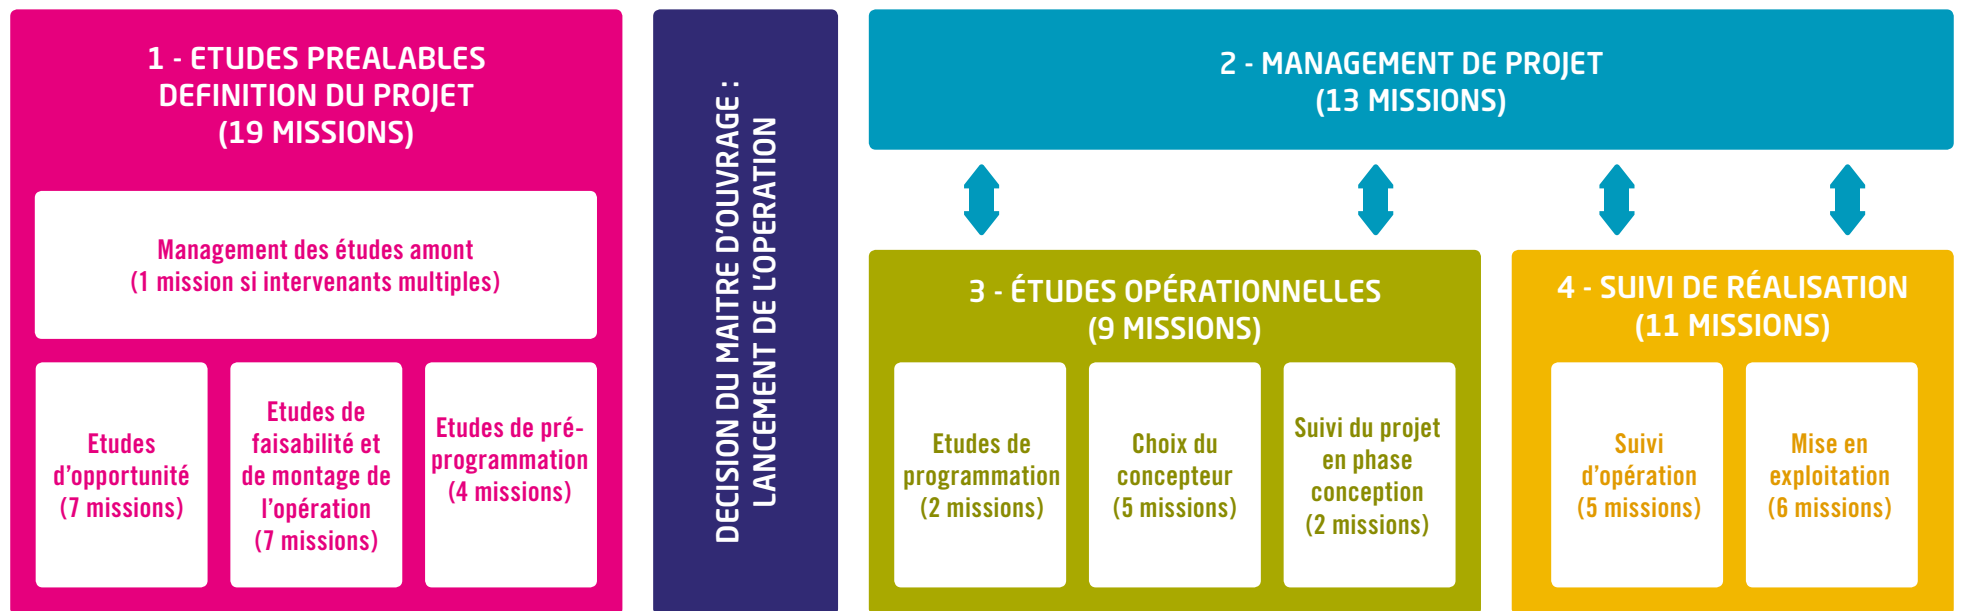 1 - ETUDES PREALABLES
DEFINITION DU PROJET
(19 MISSIONS)
Management des études amont
(1 mission si intervenants multiples)
Etudes
d'opportunité
(7 missions)
Etudes de
faisabilité et
de montage de
l'opération
(7 missions)
Etudes de pré-
programmation
(4 missions)
DECISION DU MAITRE D'OUVRAGE :
LANCEMENT DE L'OPERATION
2 - MANAGEMENT DE PROJET
(13 MISSIONS)
3 - ÉTUDES OPÉRATIONNELLES
(9 MISSIONS)
Etudes de
programmation
(2 missions)
Choix du
concepteur
(5 missions)
Suivi du projet
en phase
conception
(2 missions)
4 - SUIVI DE RÉALISATION
(11 MISSIONS)
Suivi
d'opération
(5 missions)
Mise en
exploitation
(6 missions)